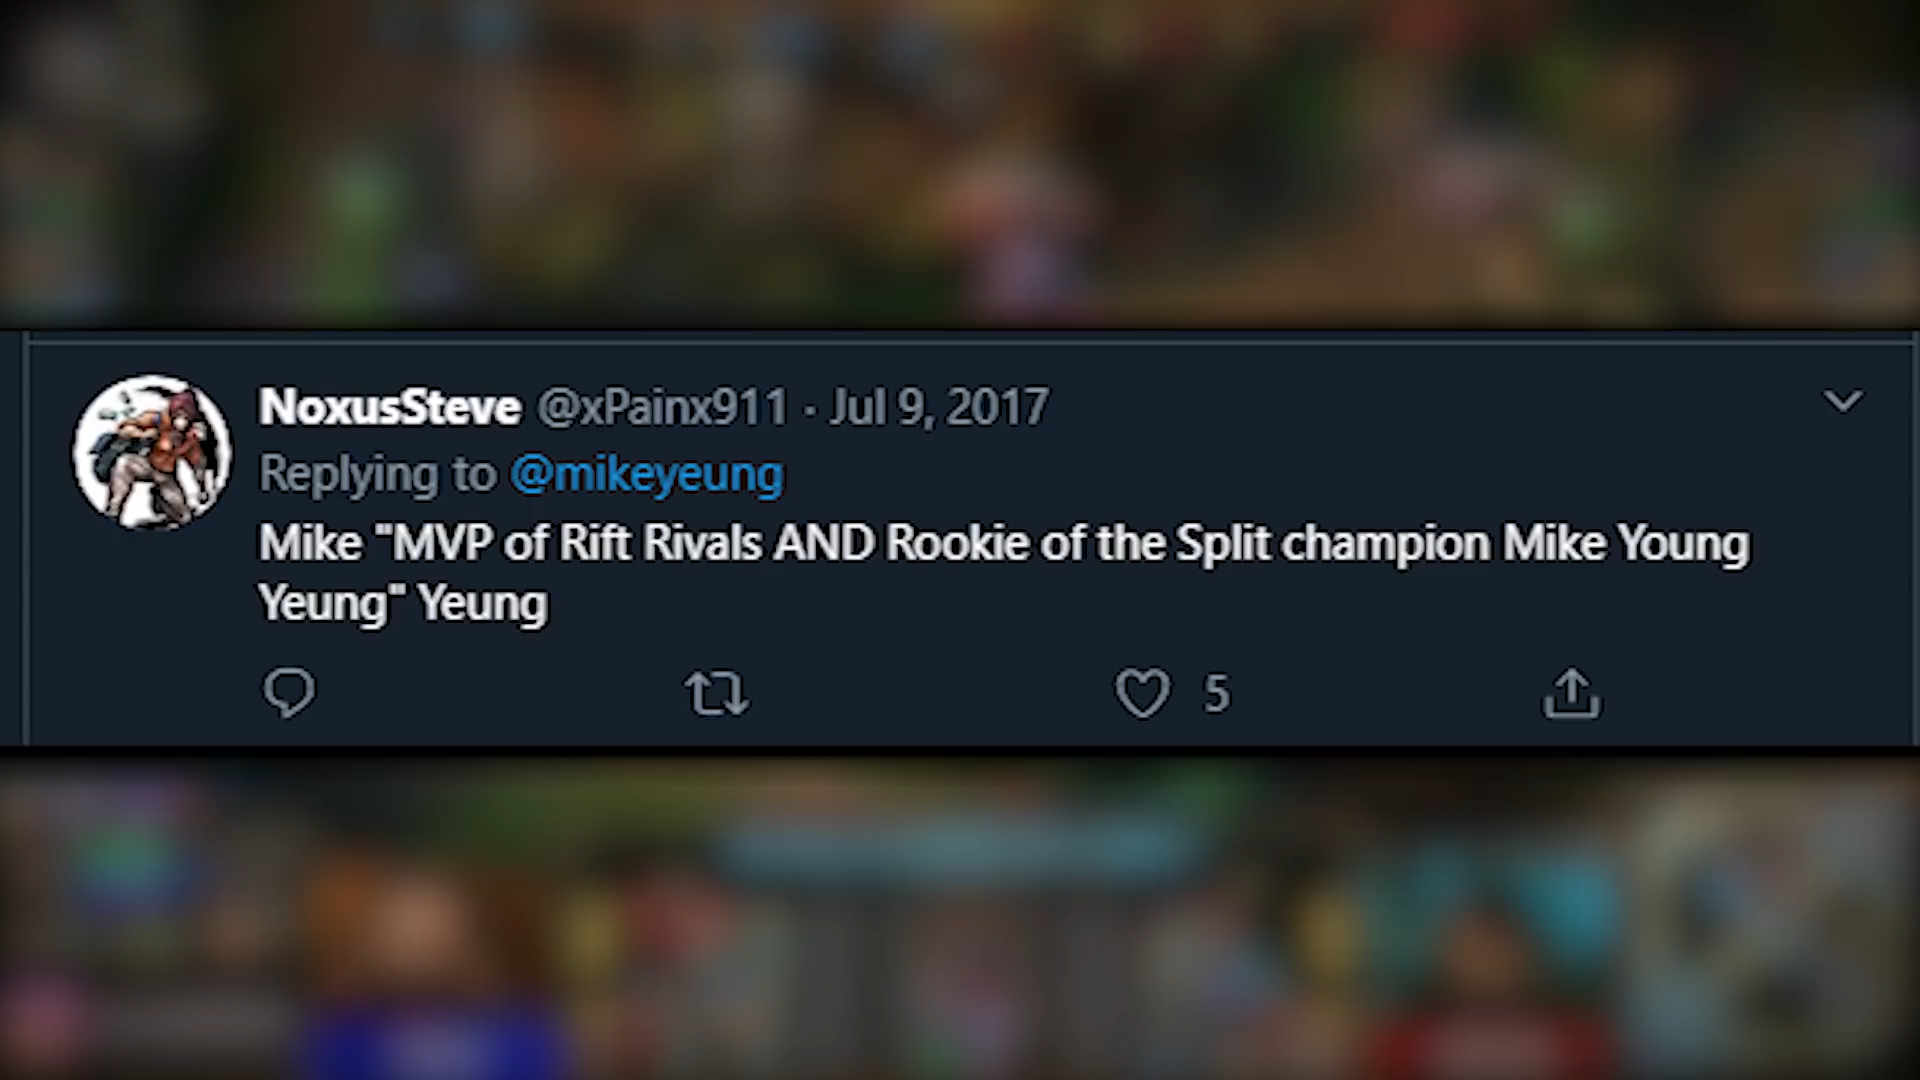 NoxusSteve @xPainx911 · Jul 9, 2017
Replying to @mikeyeung
Mike "MVP of Rift Rivals AND Rookie of the Split champion Mike Young
Yeung" Yeung
5